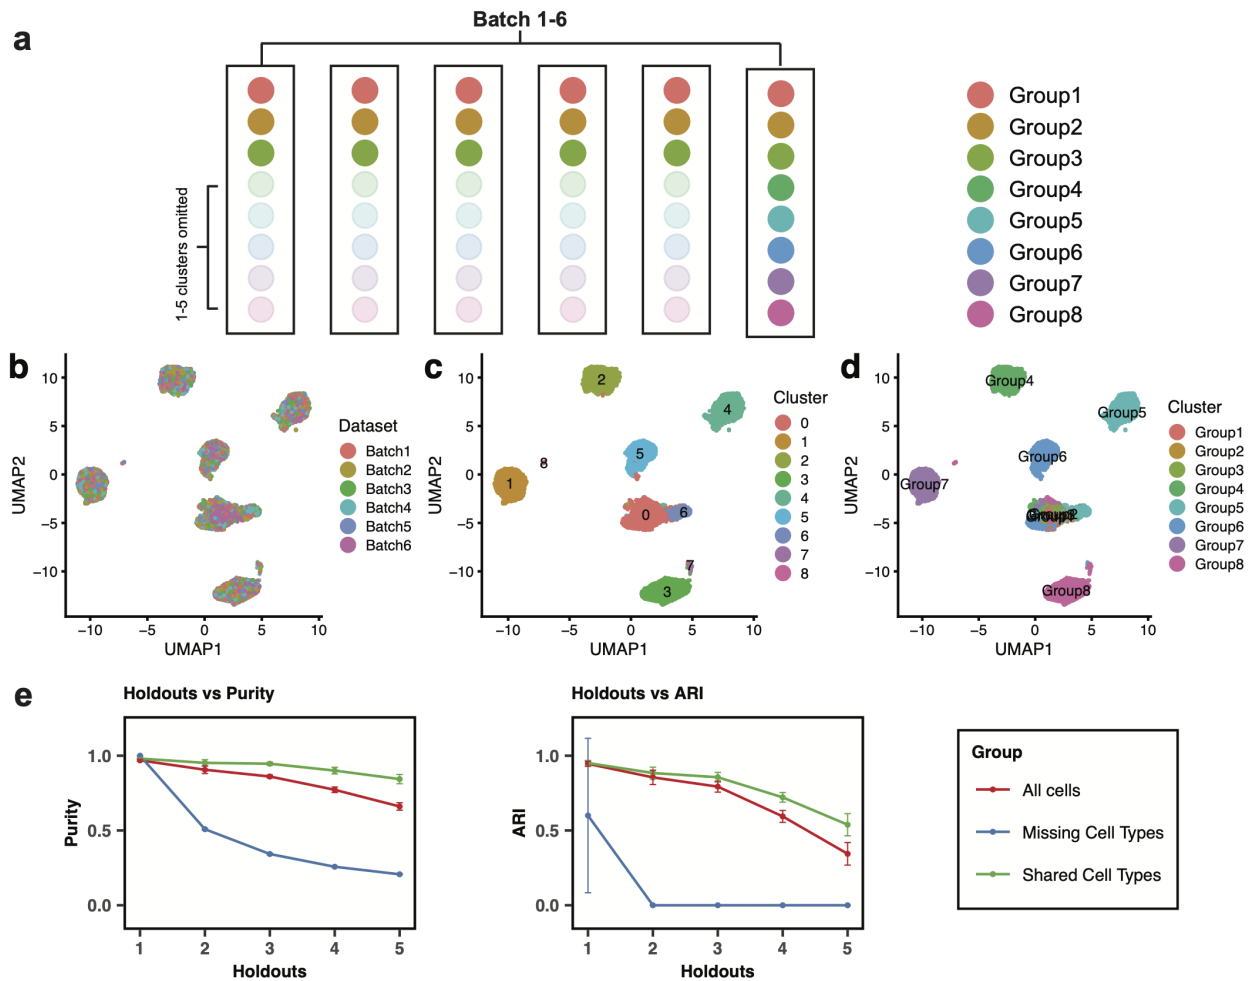 a
Batch 1-6
1-5 clusters omitted
Group1
Group2
Group3
Group4
Group5
Group6
Group7
Group8
b
UMAP2
10
5
0
−5
−10
−10
−5
0
5
10
UMAP1
Dataset
Batch1
Batch2
Batch3
Batch4
Batch5
Batch6
c
UMAP2
10
5
0
−5
−10
2
4
5
8
1
0
6
7
3
−10
−5
0
5
10
UMAP1
Cluster
0
1
2
3
4
5
6
7
8
d
UMAP2
10
5
0
−5
−10
Group4
Group5
Group6
Group7
Group8
−10
−5
0
5
10
UMAP1
Cluster
Group1
Group2
Group3
Group4
Group5
Group6
Group7
Group8
e
Holdouts vs Purity
Purity
1.0
0.5
0.0
1
2
3
4
5
Holdouts
Holdouts vs ARI
ARI
1.0
0.5
0.0
1
2
3
4
5
Holdouts
Group
All cells
Missing Cell Types
Shared Cell Types